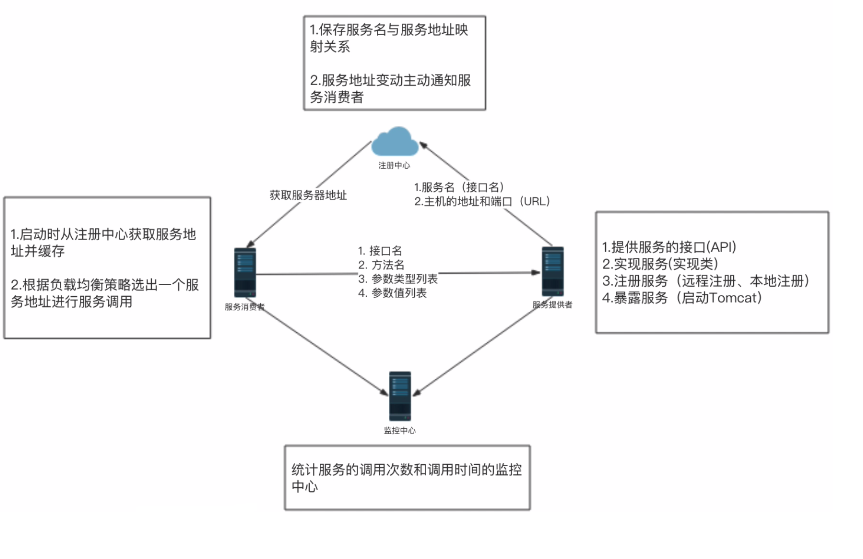 1.保存服务名与服务地址映
射关系
2.服务地址变动主动通知服
务消费者
注册中心
获取服务器地址
1.服务名（接口名）
2.主机的地址和端口（URL）
1.启动时从注册中心获取服务地
址并缓存
2.根据负载均衡策略选出一个服
务地址进行服务调用
1. 接口名
2. 方法名
3. 参数类型列表
4. 参数值列表
1.提供服务的接口(API)
2.实现服务(实现类)
3.注册服务（远程注册、本地注册）
4.暴露服务（启动Tomcat）
服务消费者
服务提供者
监控中心
统计服务的调用次数和调用时间的监控
中心